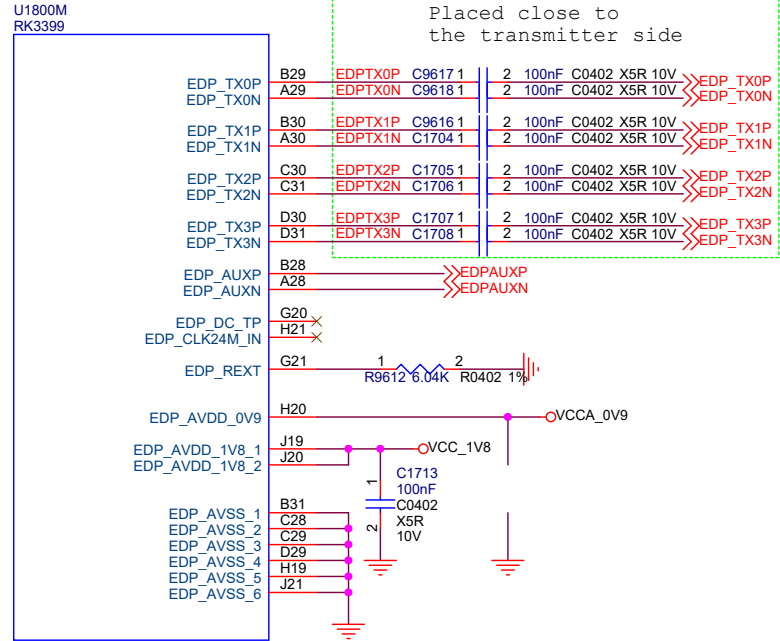 U1800M
RK3399
Placed close to
the transmitter side
EDP_TX0P B29 EDPTX0P C9617 1 2 100nF C0402 X5R 10V EDP_TX0P
EDP_TX0N A29 EDPTX0N C9618 1 2 100nF C0402 X5R 10V EDP_TX0N
EDP_TX1P B30 EDPTX1P C9616 1 2 100nF C0402 X5R 10V EDP_TX1P
EDP_TX1N A30 EDPTX1N C1704 1 2 100nF C0402 X5R 10V EDP_TX1N
EDP_TX2P C30 EDPTX2P C1705 1 2 100nF C0402 X5R 10V EDP_TX2P
EDP_TX2N C31 EDPTX2N C1706 1 2 100nF C0402 X5R 10V EDP_TX2N
EDP_TX3P D30 EDPTX3P C1707 1 2 100nF C0402 X5R 10V EDP_TX3P
EDP_TX3N D31 EDPTX3N C1708 1 2 100nF C0402 X5R 10V EDP_TX3N
EDP_AUXP B28 EDPAUXP
EDP_AUXN A28 EDPAUXN
EDP_DC_TP G20
EDP_CLK24M_IN H21
EDP_REXT G21 1 2
R9612 6.04K R0402 1%
EDP_AVDD_0V9 H20 VCCA_0V9
EDP_AVDD_1V8_1 J19 VCC_1V8
EDP_AVDD_1V8_2 J20
C1713
1 100nF
C0402
2 X5R
10V
EDP_AVSS_1 B31
EDP_AVSS_2 C28
EDP_AVSS_3 C29
EDP_AVSS_4 D29
EDP_AVSS_5 H19
EDP_AVSS_6 J21